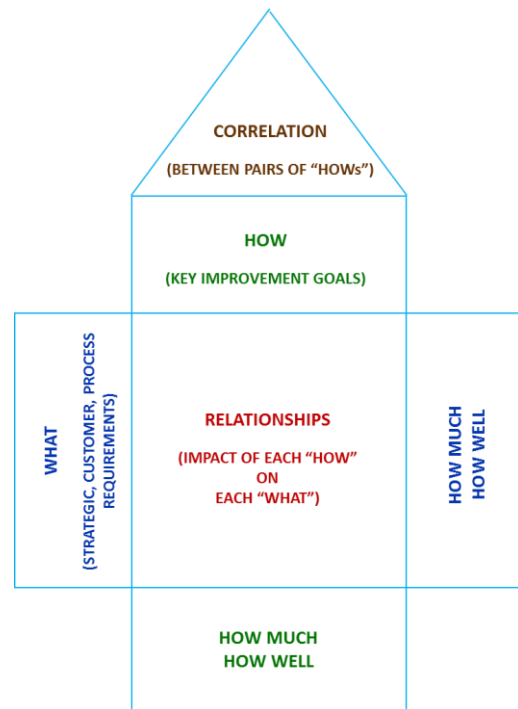 CORRELATION
(BETWEEN PAIRS OF “HOWs”)
HOW
(KEY IMPROVEMENT GOALS)
WHAT
(STRATEGIC, CUSTOMER, PROCESS
REQUIREMENTS)
RELATIONSHIPS
(IMPACT OF EACH “HOW”
ON
EACH “WHAT”)
HOW MUCH
HOW WELL
HOW MUCH
HOW WELL